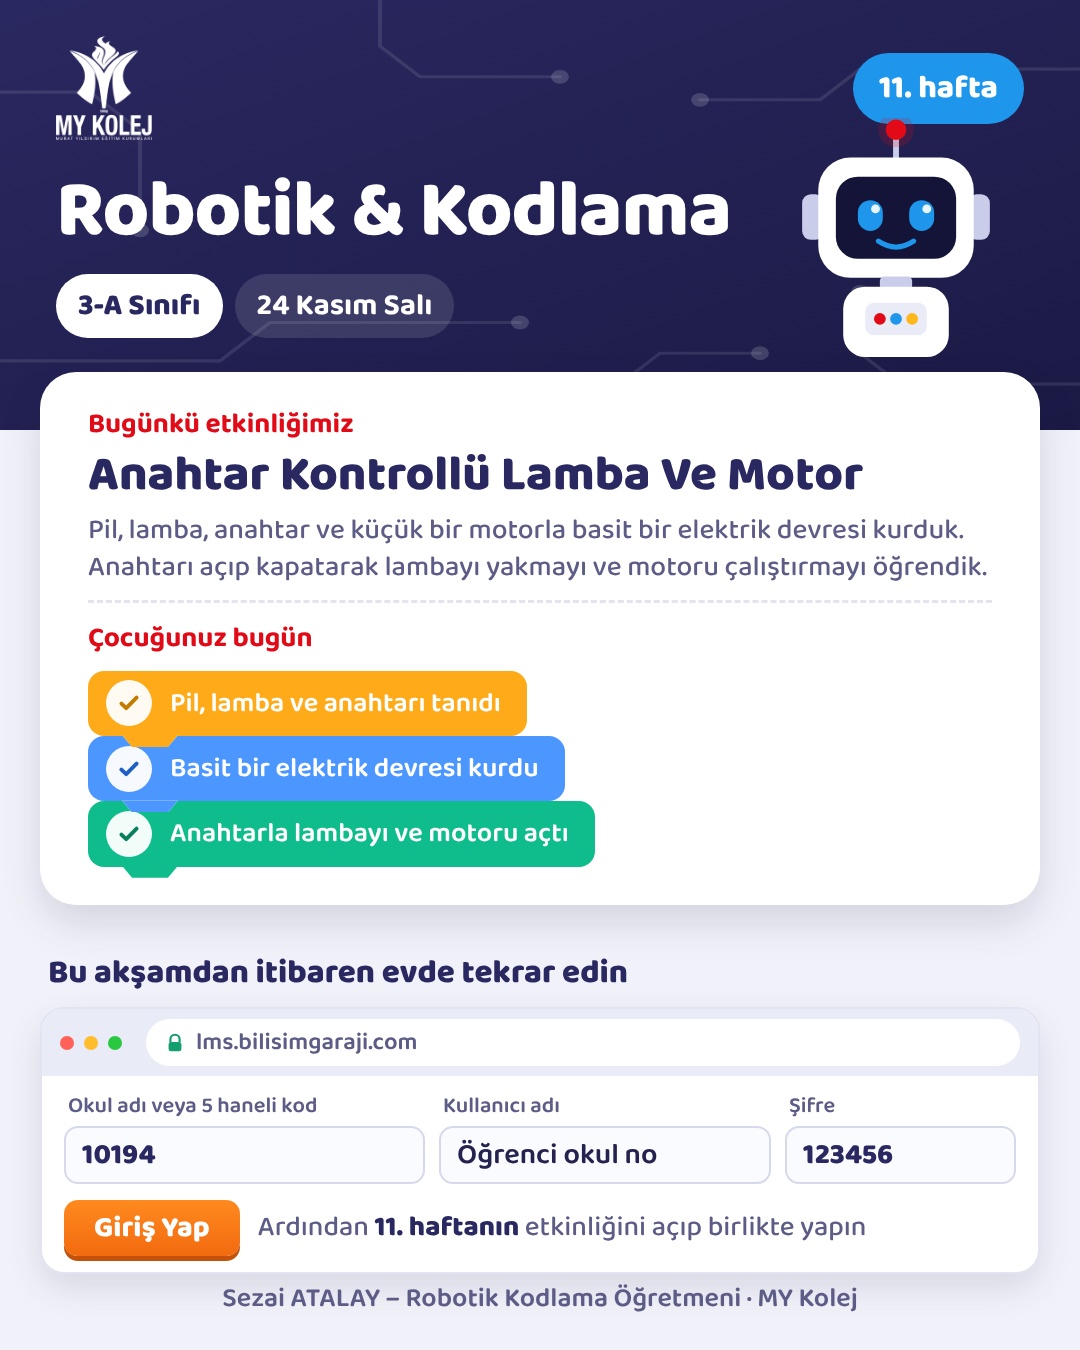 MY KOLEJ
MURAT YILDIRIM EĞİTİM KURUMLARI
11. hafta
Robotik & Kodlama
3-A Sınıfı
24 Kasım Salı
Bugünkü etkinliğimiz
Anahtar Kontrollü Lamba Ve Motor
Pil, lamba, anahtar ve küçük bir motorla basit bir elektrik devresi kurduk.
Anahtarı açıp kapatarak lambayı yakmayı ve motoru çalıştırmayı öğrendik.
Çocuğunuz bugün
Pil, lamba ve anahtarı tanıdı
Basit bir elektrik devresi kurdu
Anahtarla lambayı ve motoru açtı
Bu akşamdan itibaren evde tekrar edin
lms.bilisimgaraji.com
Okul adı veya 5 haneli kod
Kullanıcı adı
Şifre
10194
Öğrenci okul no
123456
Giriş Yap
Ardından 11. haftanın etkinliğini açıp birlikte yapın
Sezai ATALAY – Robotik Kodlama Öğretmeni · MY Kolej